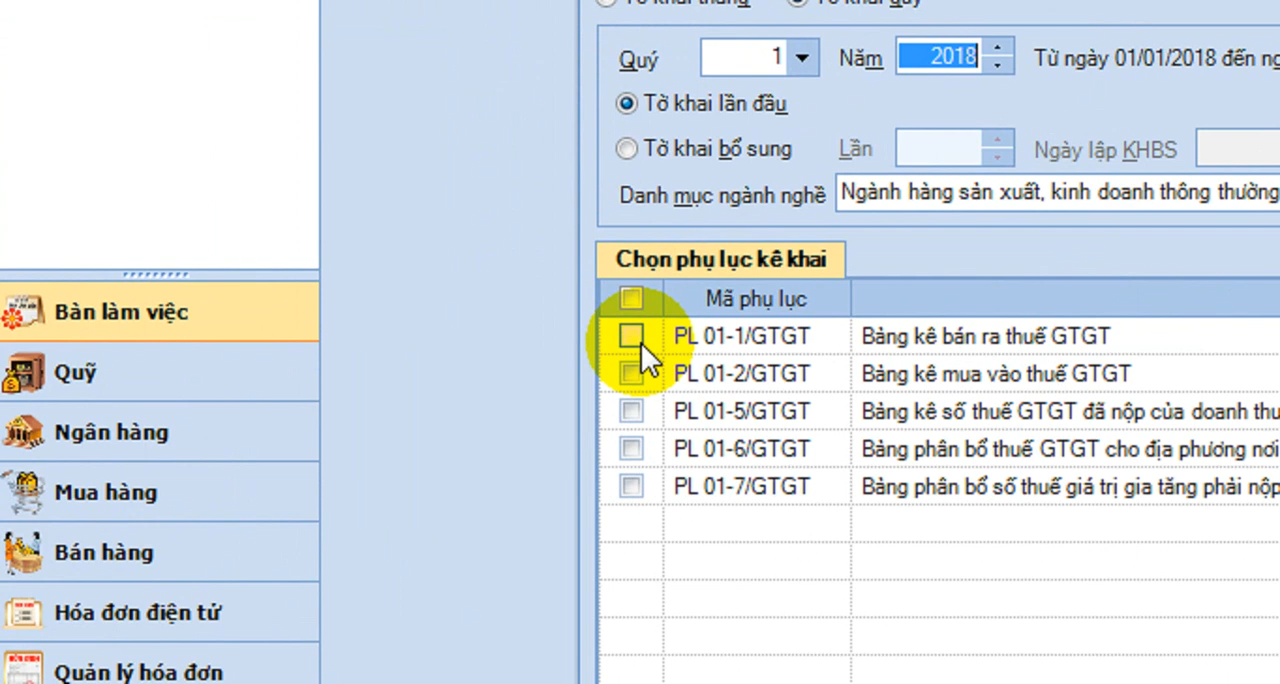 Quý 1 Năm 2018 Từ ngày 01/01/2018 đến
Tờ khai lần đầu
Tờ khai bổ sung Lần Ngày lập KHBS
Danh mục ngành nghề Ngành hàng sản xuất, kinh doanh thông thường
Chọn phụ lục kê khai
Mã phụ lục
PL 01-1/GTGT Bảng kê bán ra thuế GTGT
PL 01-2/GTGT Bảng kê mua vào thuế GTGT
PL 01-5/GTGT Bảng kê số thuế GTGT đã nộp của doanh
PL 01-6/GTGT Bảng phân bổ thuế GTGT cho địa phương nơi
PL 01-7/GTGT Bảng phân bổ số thuế giá trị gia tăng phải nộp
Bàn làm việc
Quỹ
Ngân hàng
Mua hàng
Bán hàng
Hóa đơn điện tử
Quản lý hóa đơn